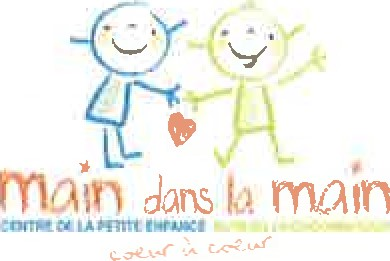 main dans la main
CENTRE DE LA PETITE ENFANCE
coeur à coeur